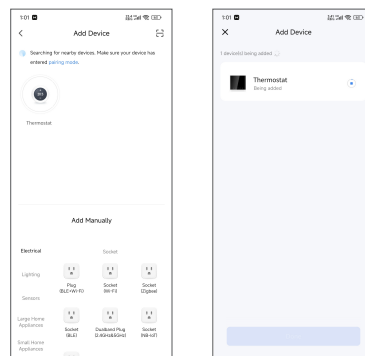 1:01
Add Device
Searching for nearby devices. Make sure your device has
entered pairing mode.
Thermostat
Add Manually
Electrical
Socket
Lighting
Plug
(BLE+Wi-Fi)
Socket
(Wi-Fi)
Socket
(Zigbee)
Sensors
Large Home
Appliances
Socket
(BLE)
Dualband Plug
(2.4GHz&5GHz)
Socket
(NB-IoT)
Small Home
Appliances
1:01
Add Device
1 device(s) being added
Thermostat
Being added